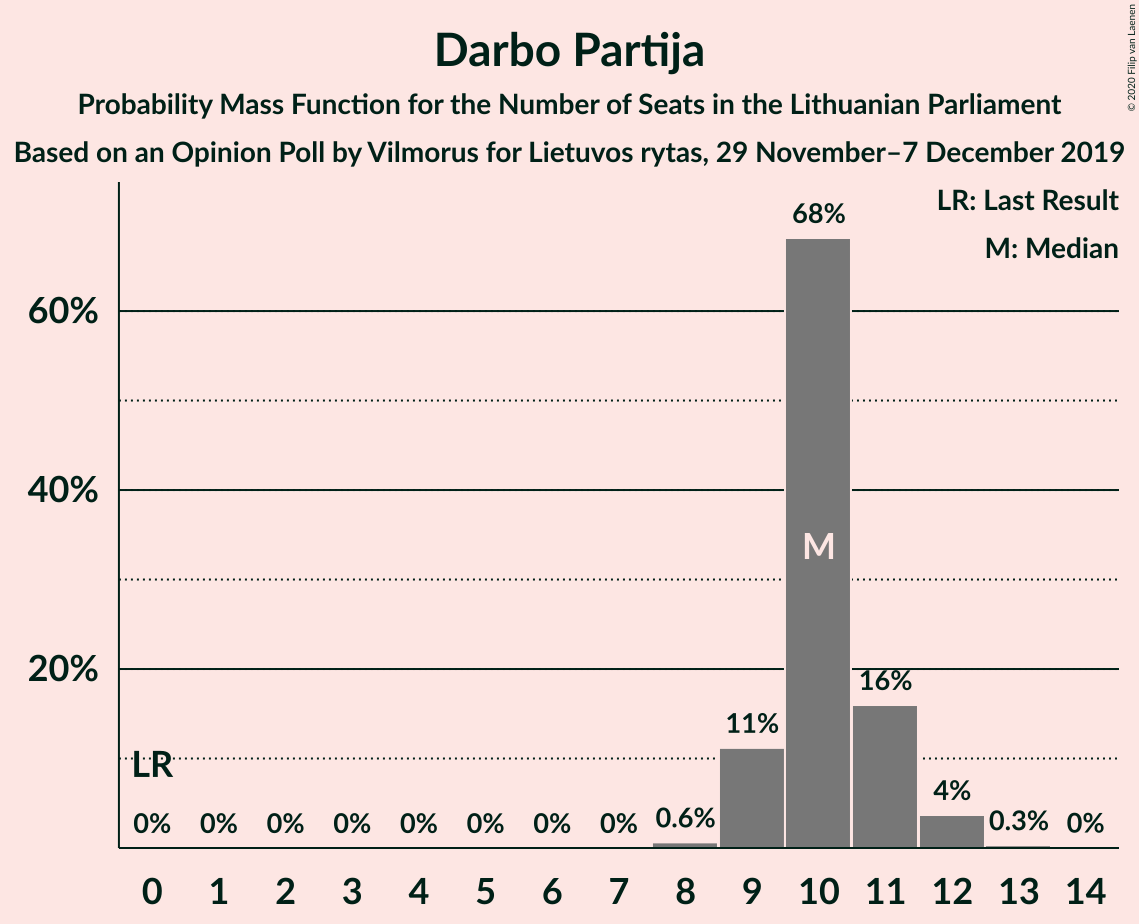 Darbo Partija
Probability Mass Function for the Number of Seats in the Lithuanian Parliament
Based on an Opinion Poll by Vilmorus for Lietuvos rytas, 29 November–7 December 2019
© 2020 Filip van Laenen
LR: Last Result
M: Median
68%
60%
40%
M
20%
16%
11%
LR
4%
0% 0% 0% 0% 0% 0% 0% 0% 0.6% 0.3% 0%
0 1 2 3 4 5 6 7 8 9 10 11 12 13 14